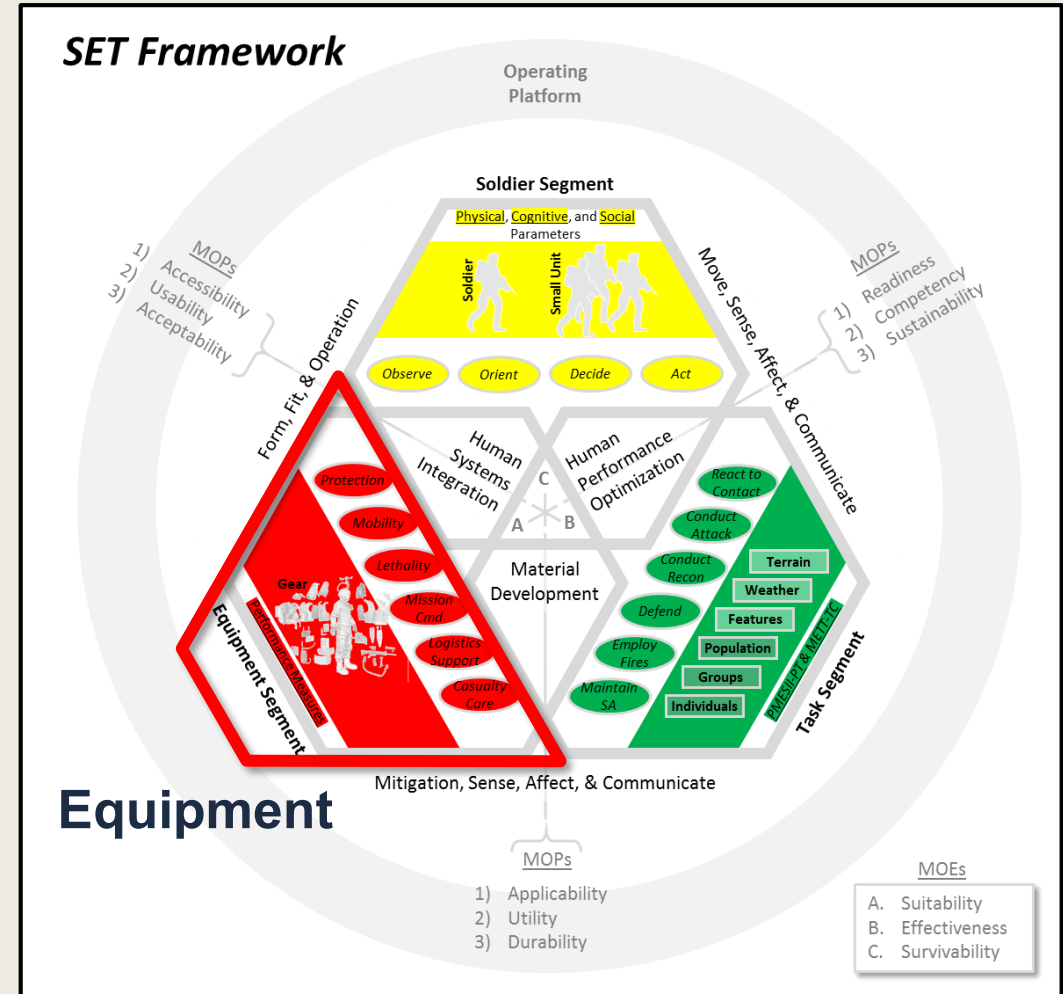 SET Framework
Operating
Platform
Soldier Segment
Physical, Cognitive, and Social
Parameters
Soldier
Small Unit
Observe
Orient
Decide
Act
MOPs
1) Accessibility
2) Usability
3) Acceptability
Form, Fit, & Operation
Move, Sense, Affect, & Communicate
MOPs
1) Readiness
2) Competency
3) Sustainability
Human
Systems
Integration
Human
Performance
Optimization
C
A
B
Material
Development
Protection
Mobility
Lethality
Mission
Cmd
Logistics
Support
Casualty
Care
Gear
Performance Measures
Equipment Segment
React to
Contact
Conduct
Attack
Conduct
Recon
Defend
Employ
Fires
Maintain
SA
Terrain
Weather
Features
Population
Groups
Individuals
PMESII-PT & METT-TC
Task Segment
Mitigation, Sense, Affect, & Communicate
Equipment
MOPs
1) Applicability
2) Utility
3) Durability
MOEs
A. Suitability
B. Effectiveness
C. Survivability